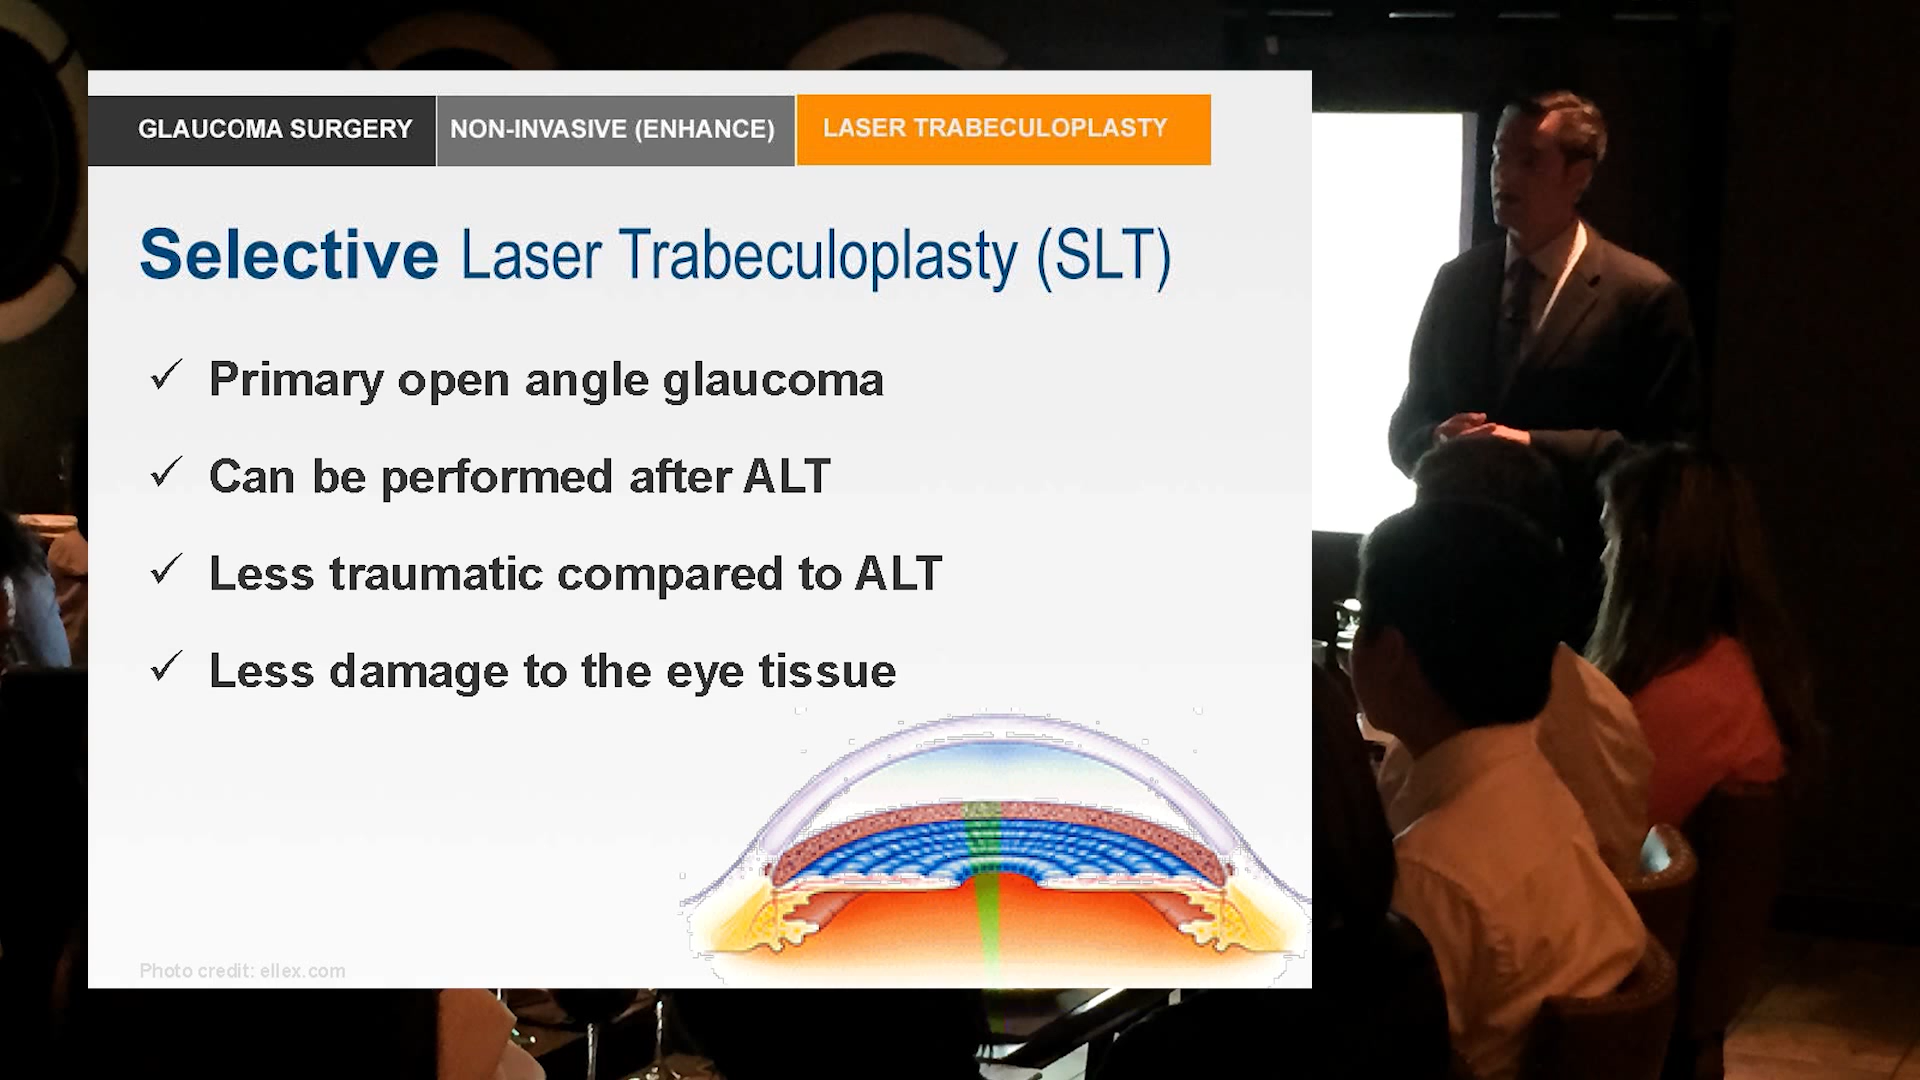 GLAUCOMA SURGERY NON-INVASIVE (ENHANCE) LASER TRABECULOPLASTY
Selective Laser Trabeculoplasty (SLT)
✓ Primary open angle glaucoma
✓ Can be performed after ALT
✓ Less traumatic compared to ALT
✓ Less damage to the eye tissue
Photo credit: ellex.com